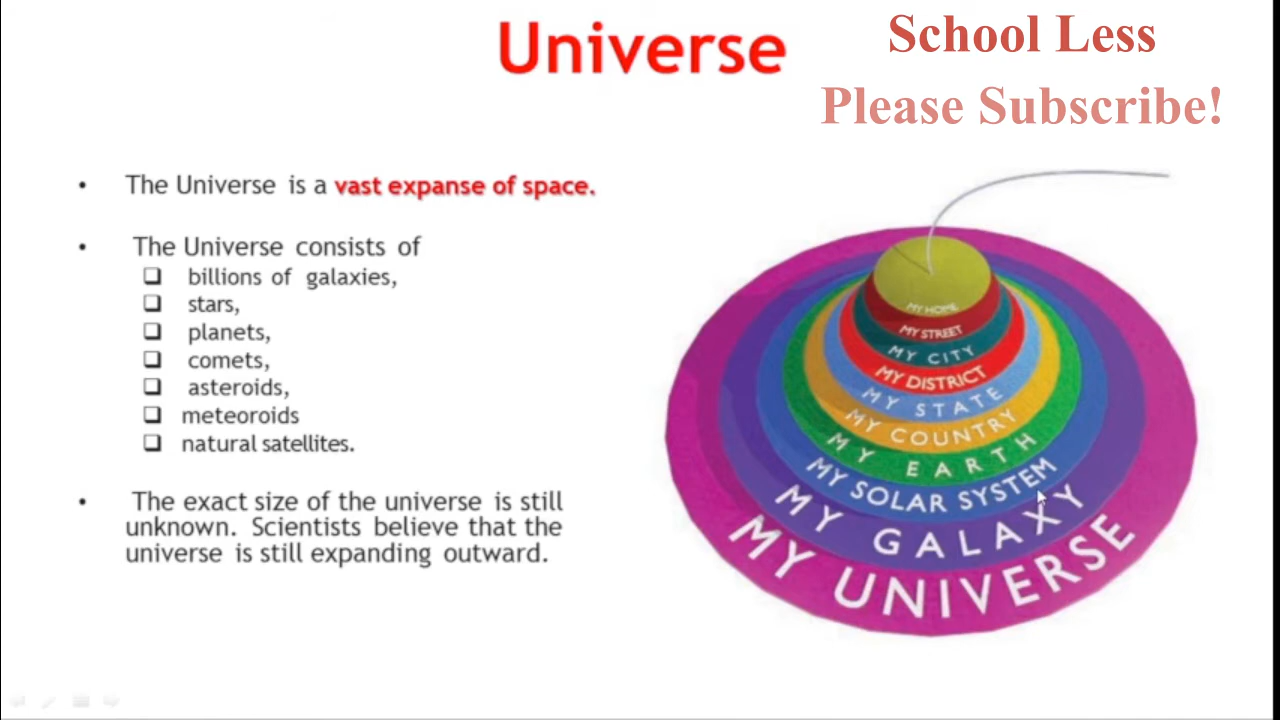 Universe
School Less
Please Subscribe!
• The Universe is a vast expanse of space.
• The Universe consists of
❑ billions of galaxies,
❑ stars,
❑ planets,
❑ comets,
❑ asteroids,
❑ meteoroids
❑ natural satellites.
• The exact size of the universe is still
unknown. Scientists believe that the
universe is still expanding outward.
MY HOME
MY STREET
MY CITY
MY DISTRICT
MY STATE
MY COUNTRY
MY EARTH
MY SOLAR SYSTEM
MY GALAXY
MY UNIVERSE